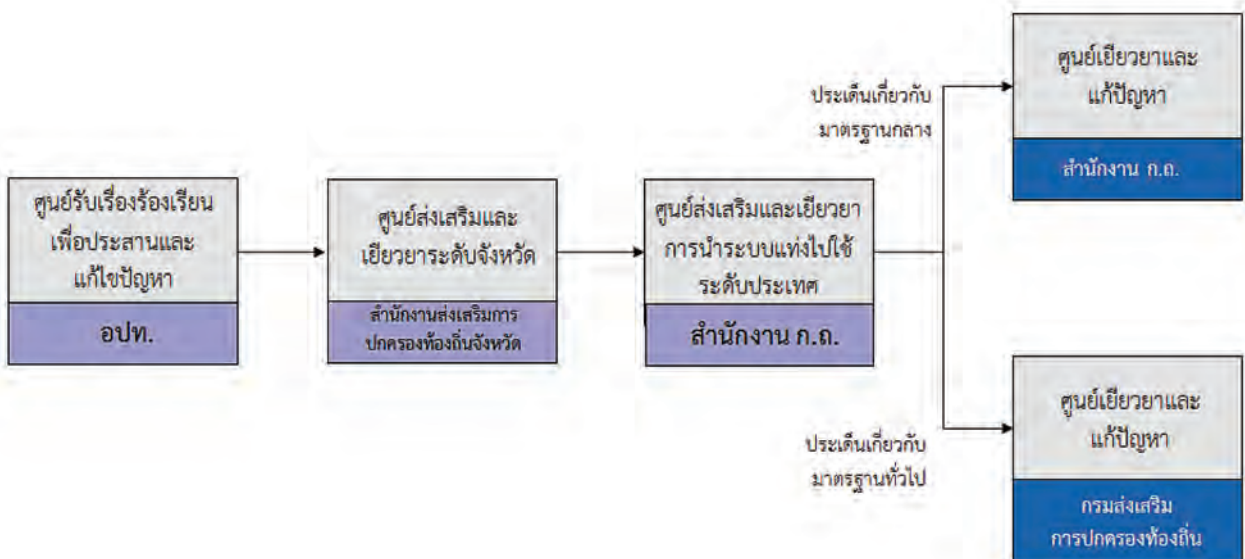 ศูนย์รับเรื่องร้องเรียน
เพื่อประสานและ
แก้ไขปัญหา
อปท.
ศูนย์ส่งเสริมและ
เยียวยาระดับจังหวัด
สำนักงานส่งเสริมการ
ปกครองท้องถิ่นจังหวัด
ศูนย์ส่งเสริมและเยียวยา
การนำระบบแท่งไปใช้
ระดับประเทศ
สำนักงาน ก.ถ.
ประเด็นเกี่ยวกับ
มาตรฐานกลาง
ศูนย์เยียวยาและ
แก้ปัญหา
สำนักงาน ก.ถ.
ประเด็นเกี่ยวกับ
มาตรฐานทั่วไป
ศูนย์เยียวยาและ
แก้ปัญหา
กรมส่งเสริม
การปกครองท้องถิ่น